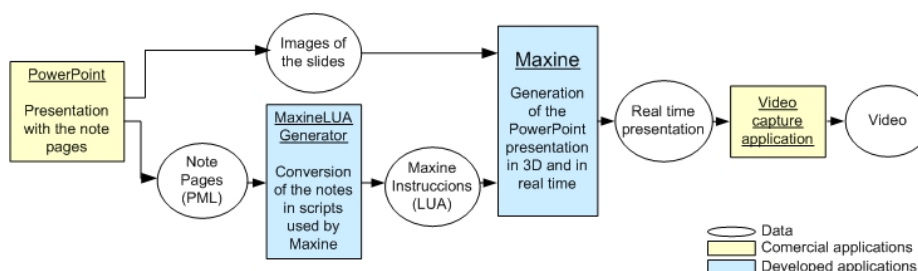 PowerPoint
Presentation
with the note
pages
Images of
the slides
Note
Pages
(PML)
MaxineLUA
Generator
Conversion
of the notes
in scripts
used by
Maxine
Maxine
Instruccions
(LUA)
Maxine
Generation
of the
PowerPoint
presentation
in 3D and in
real time
Real time
presentation
Video
capture
application
Video
Data
Comercial applications
Developed applications